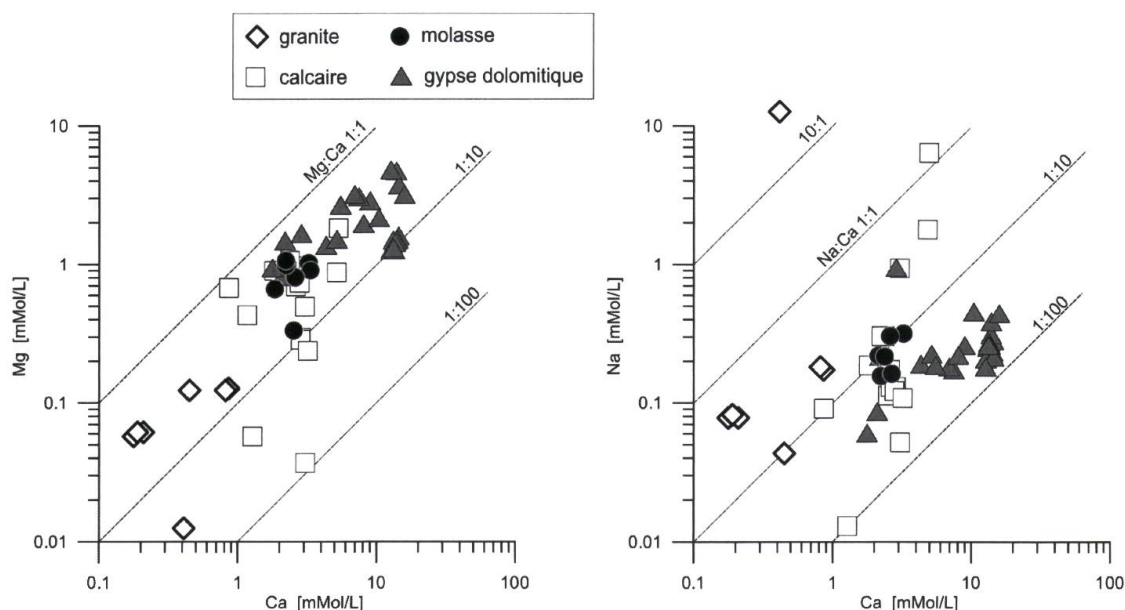 granite
molasse
calcaire
gypse dolomitique
10
1
0.1
0.01
Mg [mMol/L]
Mg:Ca 1:1
1:10
1:100
0.1
1
10
100
Ca [mMol/L]
10
1
0.1
0.01
Na [mMol/L]
10:1
Na:Ca 1:1
1:10
1:100
0.1
1
10
100
Ca [mMol/L]